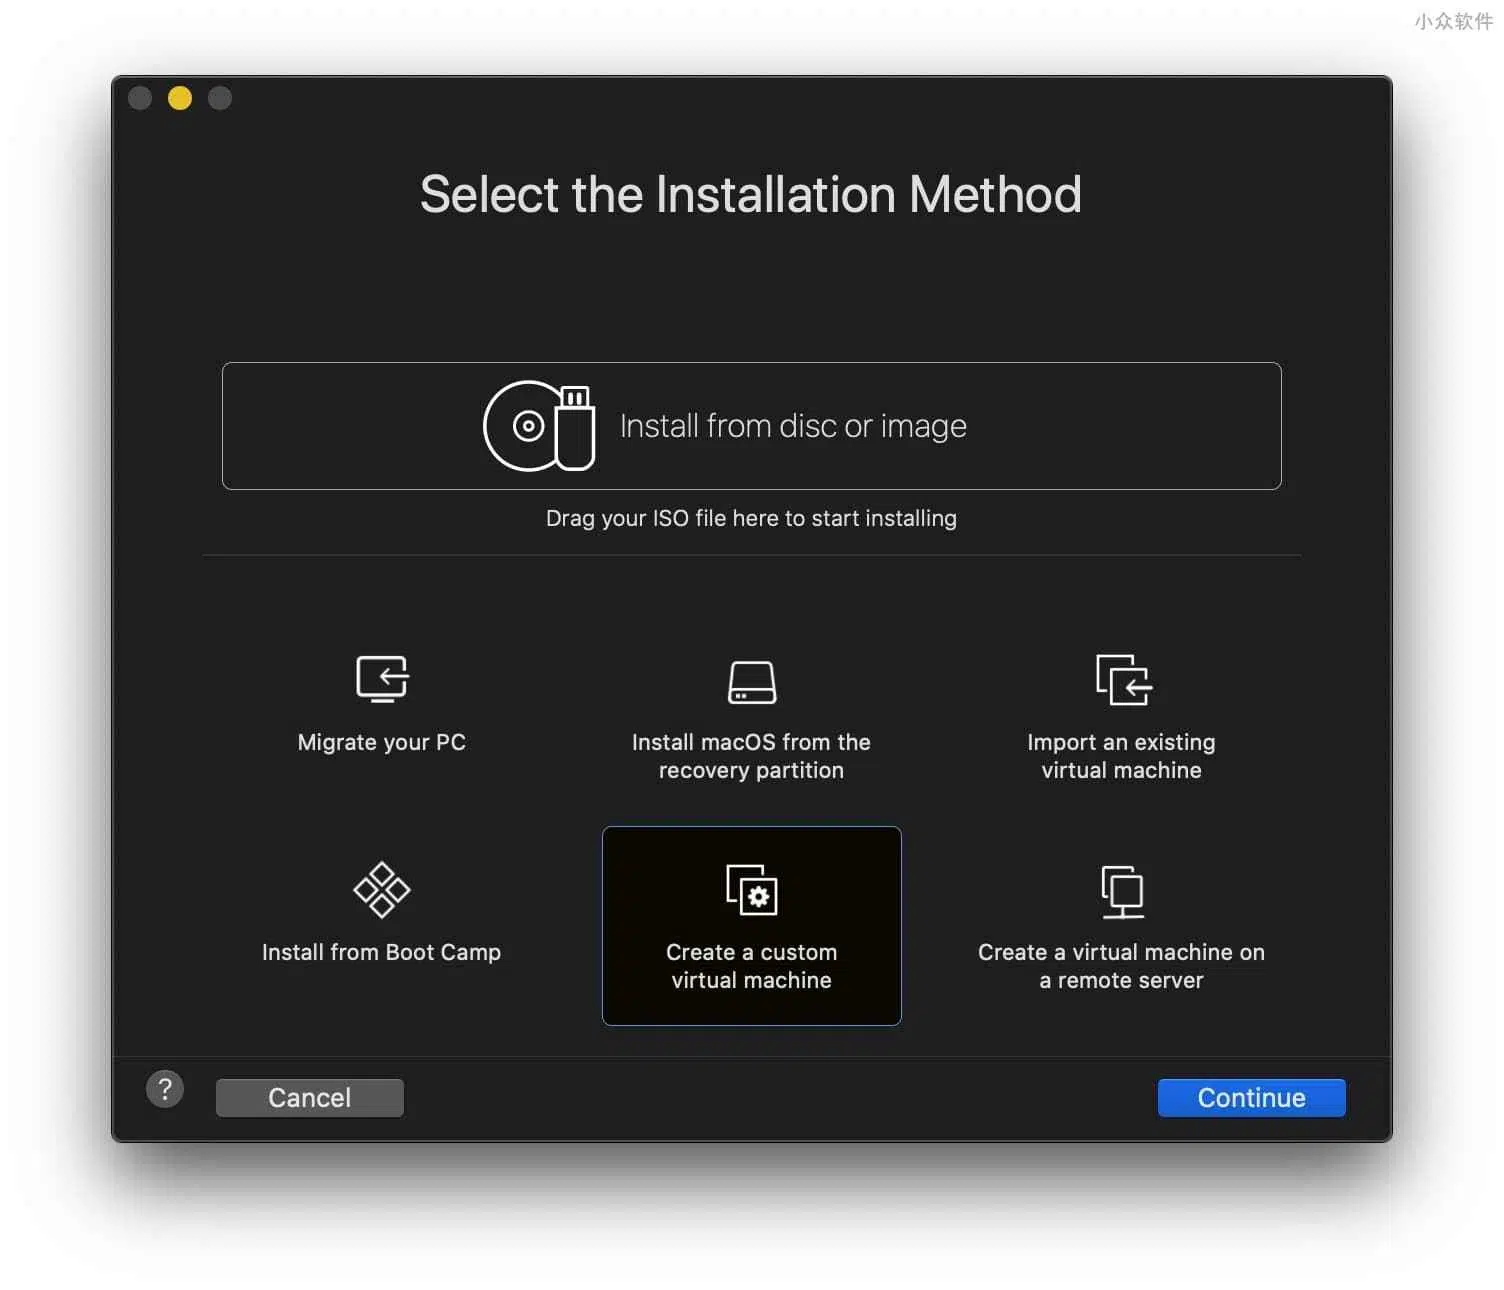 小众软件
Select the Installation Method
Install from disc or image
Drag your ISO file here to start installing
Migrate your PC
Install macOS from the
recovery partition
Import an existing
virtual machine
Install from Boot Camp
Create a custom
virtual machine
Create a virtual machine on
a remote server
?
Cancel
Continue